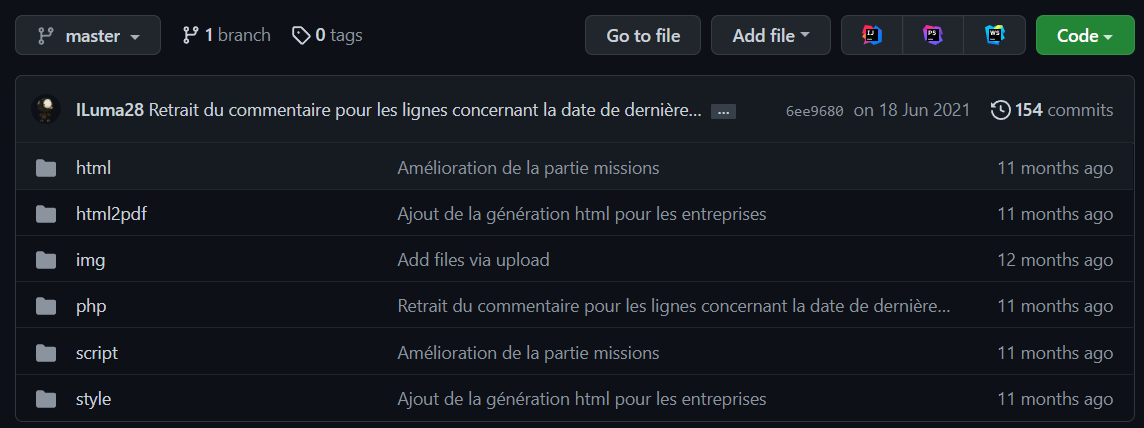 master 1 branch 0 tags Go to file Add file IJ PS WS Code
ILuma28 Retrait du commentaire pour les lignes concernant la date de dernière… ... 6ee9680 on 18 Jun 2021 154 commits
html Amélioration de la partie missions 11 months ago
html2pdf Ajout de la génération html pour les entreprises 11 months ago
img Add files via upload 12 months ago
php Retrait du commentaire pour les lignes concernant la date de dernière… 11 months ago
script Amélioration de la partie missions 11 months ago
style Ajout de la génération html pour les entreprises 11 months ago